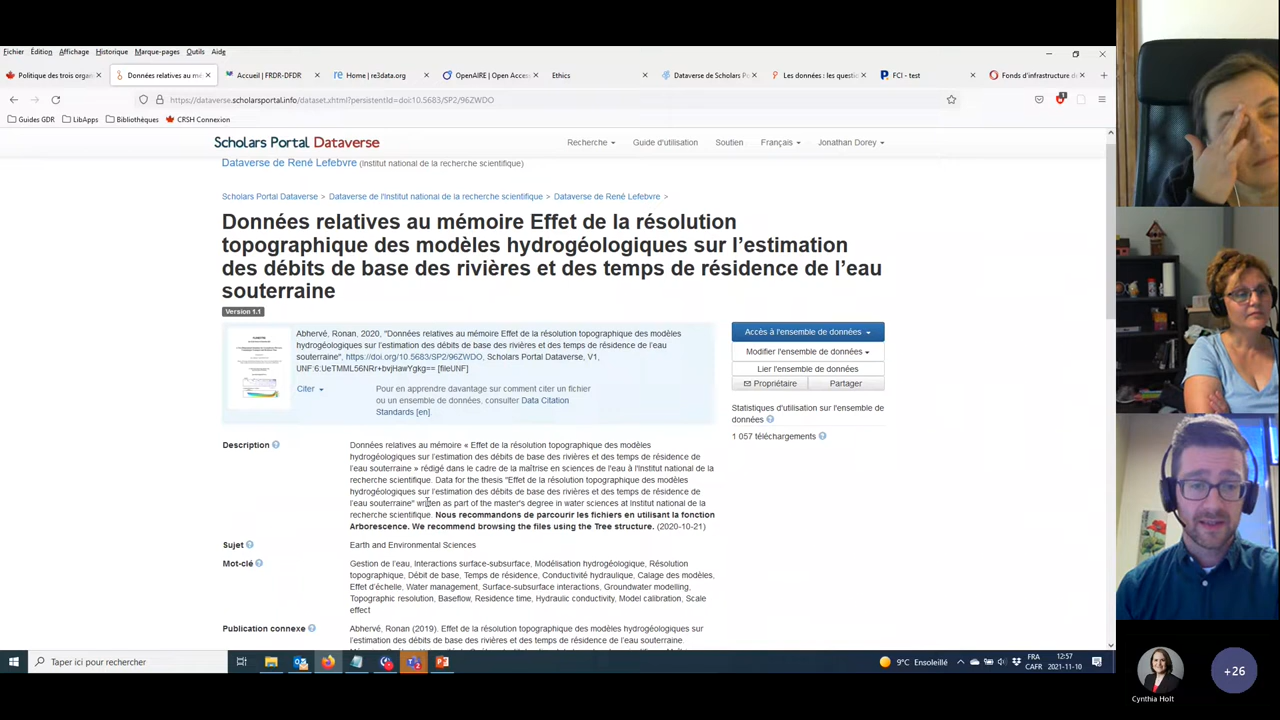 Fichier Édition Affichage Historique Marque-pages Outils Aide
Politique des trois organ
Données relatives au mé
Accueil | FRDR-DFDR
re Home | re3data.org
OpenAIRE | Open Acces
Ethics
Dataverse de Scholars Po
Les données : les questio
FCI - test
Fonds d'infrastructure de
https://dataverse.scholarsportal.info/dataset.xhtml?persistentId=doi:10.5683/SP2/96ZWDO
Guides GDR LibApps Bibliothèques CRSH Connection
Scholars Portal Dataverse
Recherche Guide d'utilisation Soutien Français Jonathan Dorey
Dataverse de René Lefebvre (Institut national de la recherche scientifique)
Scholars Portal Dataverse > Dataverse de l'Institut national de la recherche scientifique > Dataverse de René Lefebvre >
Données relatives au mémoire Effet de la résolution
topographique des modèles hydrogéologiques sur l'estimation
des débits de base des rivières et des temps de résidence de l'eau
souterraine
Version 1.1
Abhervé, Ronan, 2020, "Données relatives au mémoire Effet de la résolution topographique des modèles
hydrogéologiques sur l'estimation des débits de base des rivières et des temps de résidence de l'eau
souterraine", https://doi.org/10.5683/SP2/96ZWDO, Scholars Portal Dataverse, V1,
UNF:6:UeTMML56NRr+bvjHawYgkg== [fileUNF]
Citer
Pour en apprendre davantage sur comment citer un fichier
ou un ensemble de données, consulter Data Citation
Standards [en].
Accès à l'ensemble de données
Modifier l'ensemble de données
Lier l'ensemble de données
Propriétaire Partager
Statistiques d'utilisation sur l'ensemble de
données
1 057 téléchargements
Description
Données relatives au mémoire « Effet de la résolution topographique des modèles
hydrogéologiques sur l'estimation des débits de base des rivières et des temps de résidence de
l'eau souterraine » rédigé dans le cadre de la maîtrise en sciences de l'eau à l'Institut national de la
recherche scientifique. Data for the thesis "Effet de la résolution topographique des modèles
hydrogéologiques sur l'estimation des débits de base des rivières et des temps de résidence de
l'eau souterraine" written as part of the master's degree in water sciences at Institut national de la
recherche scientifique. Nous recommandons de parcourir les fichiers en utilisant la fonction
Arborescence. We recommend browsing the files using the Tree structure. (2020-10-21)
Sujet
Earth and Environmental Sciences
Mot-clé
Gestion de l'eau, Interactions surface-subsurface, Modélisation hydrogéologique, Résolution
topographique, Débit de base, Temps de résidence, Conductivité hydraulique, Calage des modèles,
Effet d'échelle, Water management, Surface-subsurface interactions, Groundwater modelling,
Topographic resolution, Baseflow, Residence time, Hydraulic conductivity, Model calibration, Scale
effect
Publication connexe
Abhervé, Ronan (2019). Effet de la résolution topographique des modèles hydrogéologiques sur
l'estimation des débits de base des rivières et des temps de résidence de l'eau souterraine.
Taper ici pour rechercher
9°C Ensoleillé
FRA
CAFR
12:57
2021-11-10
Cynthia Holt
+26